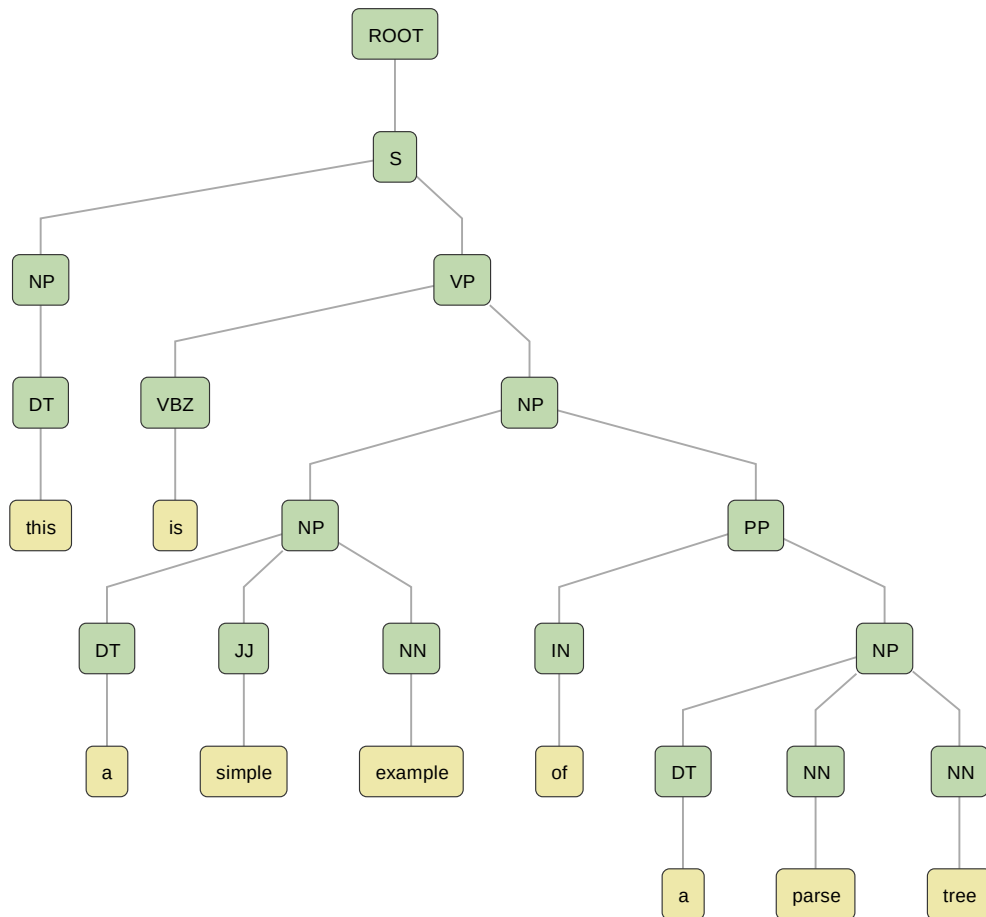 ROOT
S
NP VP
DT VBZ NP
this is NP PP
DT JJ NN IN NP
a simple example of DT NN NN
a parse tree